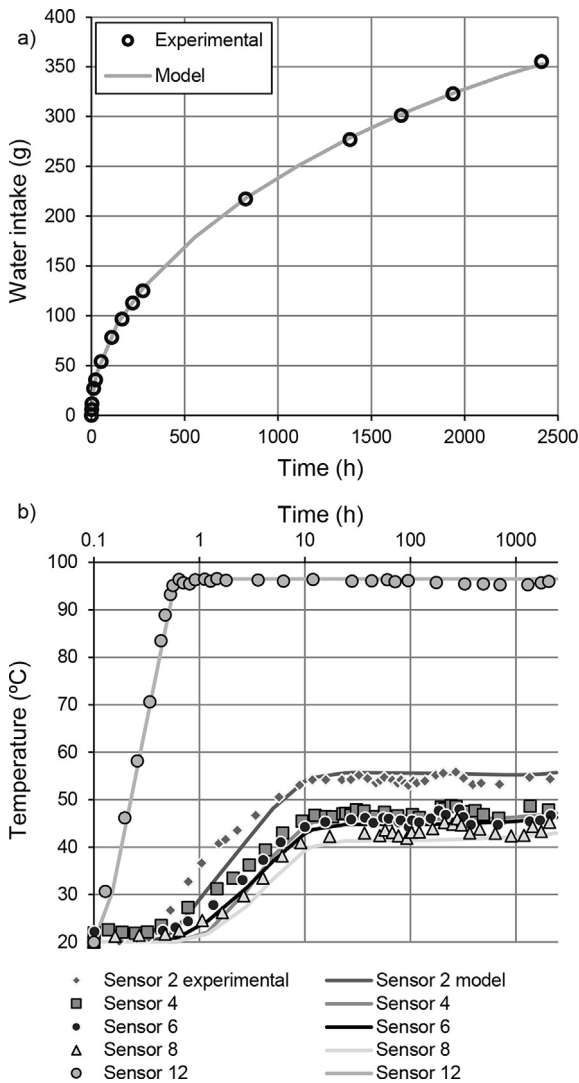 a)
400
350
300
250
200
150
100
50
0
Water intake (g)
Experimental
Model
0 500 1000 1500 2000 2500
Time (h)
b)
Time (h)
0.1 1 10 100 1000
100
90
80
70
60
50
40
30
20
Temperature (ºC)
Sensor 2 experimental Sensor 2 model
Sensor 4 Sensor 4
Sensor 6 Sensor 6
Sensor 8 Sensor 8
Sensor 12 Sensor 12